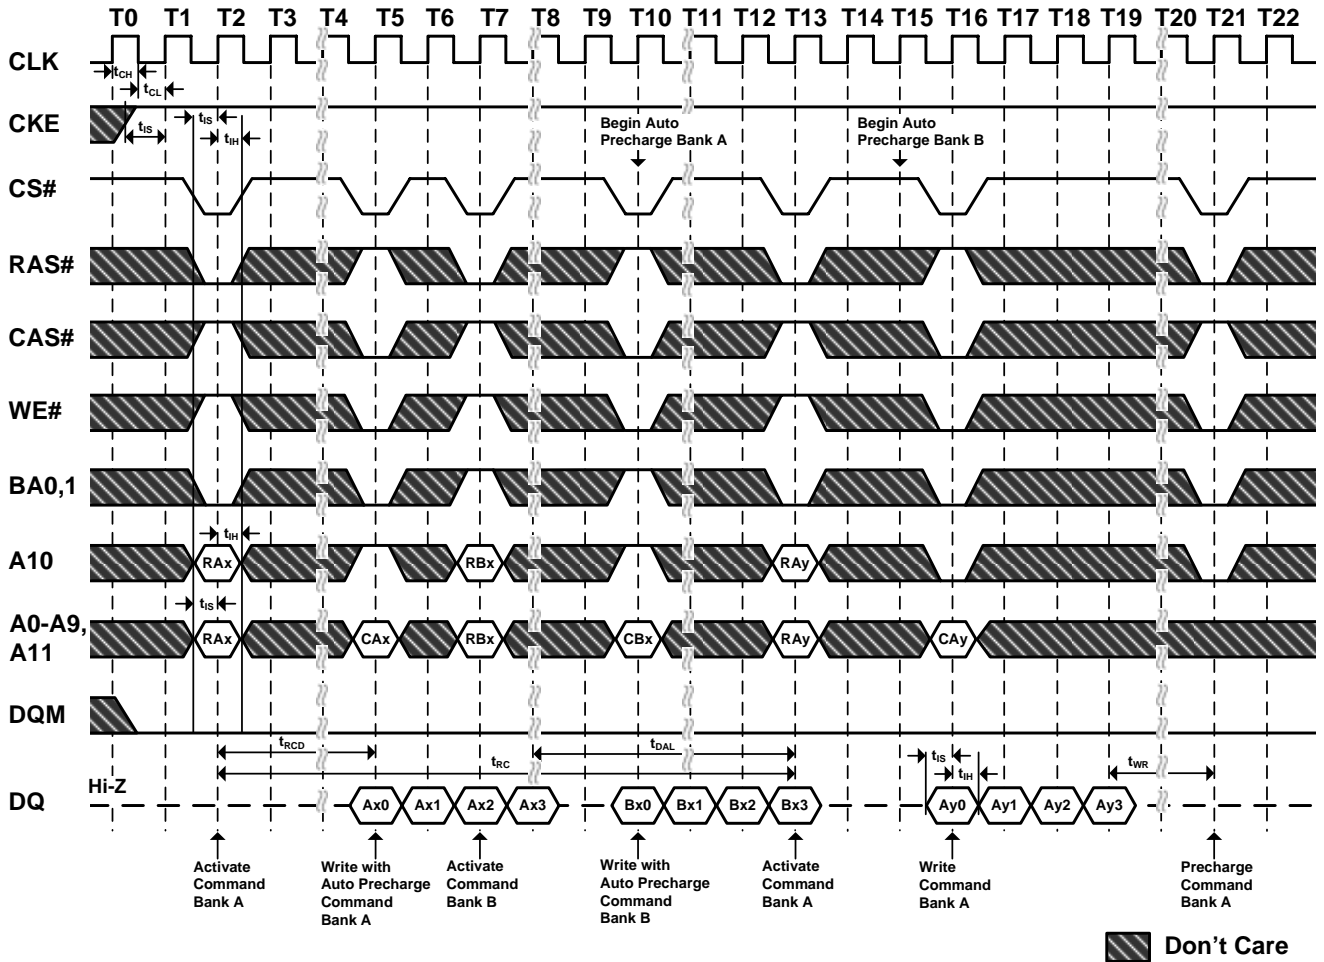 T0 T1 T2 T3 T4 T5 T6 T7 T8 T9 T10 T11 T12 T13 T14 T15 T16 T17 T18 T19 T20 T21 T22
CLK
tCH
tCL
CKE
tIS
tIS
tIH
Begin Auto
Precharge Bank A
Begin Auto
Precharge Bank B
CS#
RAS#
CAS#
WE#
BA0,1
tIH
A10
RAx RBx RAy
tIS
A0-A9,
A11
RAx CAx RBx CBx RAy CAy
DQM
tRCD
tDAL
tRC
tIS
tIH
tWR
Hi-Z
DQ
Ax0 Ax1 Ax2 Ax3 Bx0 Bx1 Bx2 Bx3 Ay0 Ay1 Ay2 Ay3
Activate
Command
Bank A
Write with
Auto Precharge
Command
Bank A
Activate
Command
Bank B
Write with
Auto Precharge
Command
Bank B
Activate
Command
Bank A
Write
Command
Bank A
Precharge
Command
Bank A
Don't Care